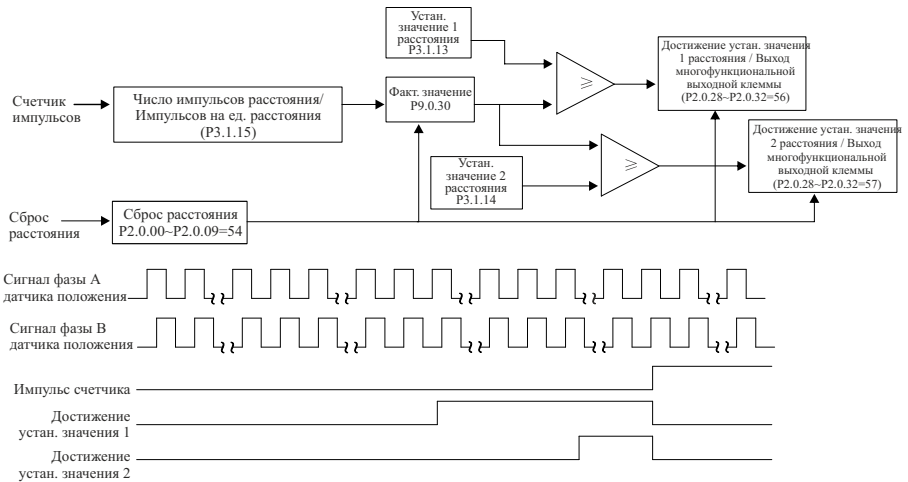 Устан.
значение 1
расстояния
P3.1.13
Достижение устан. значения
1 расстояния / Выход
многофункциональной
выходной клеммы
(P2.0.28~P2.0.32=56)
Счетчик
импульсов
Число импульсов расстояния/
Импульсов на ед. расстояния
(P3.1.15)
Факт. значение
P9.0.30
≥
Достижение устан. значения
2 расстояния / Выход
многофункциональной
выходной клеммы
(P2.0.28~P2.0.32=57)
Устан.
значение 2
расстояния
P3.1.14
≥
Сброс
расстояния
Сброс расстояния
P2.0.00~P2.0.09=54
Сигнал фазы A
датчика положения
Сигнал фазы B
датчика положения
Импульс счетчика
Достижение
устан. значения 1
Достижение
устан. значения 2